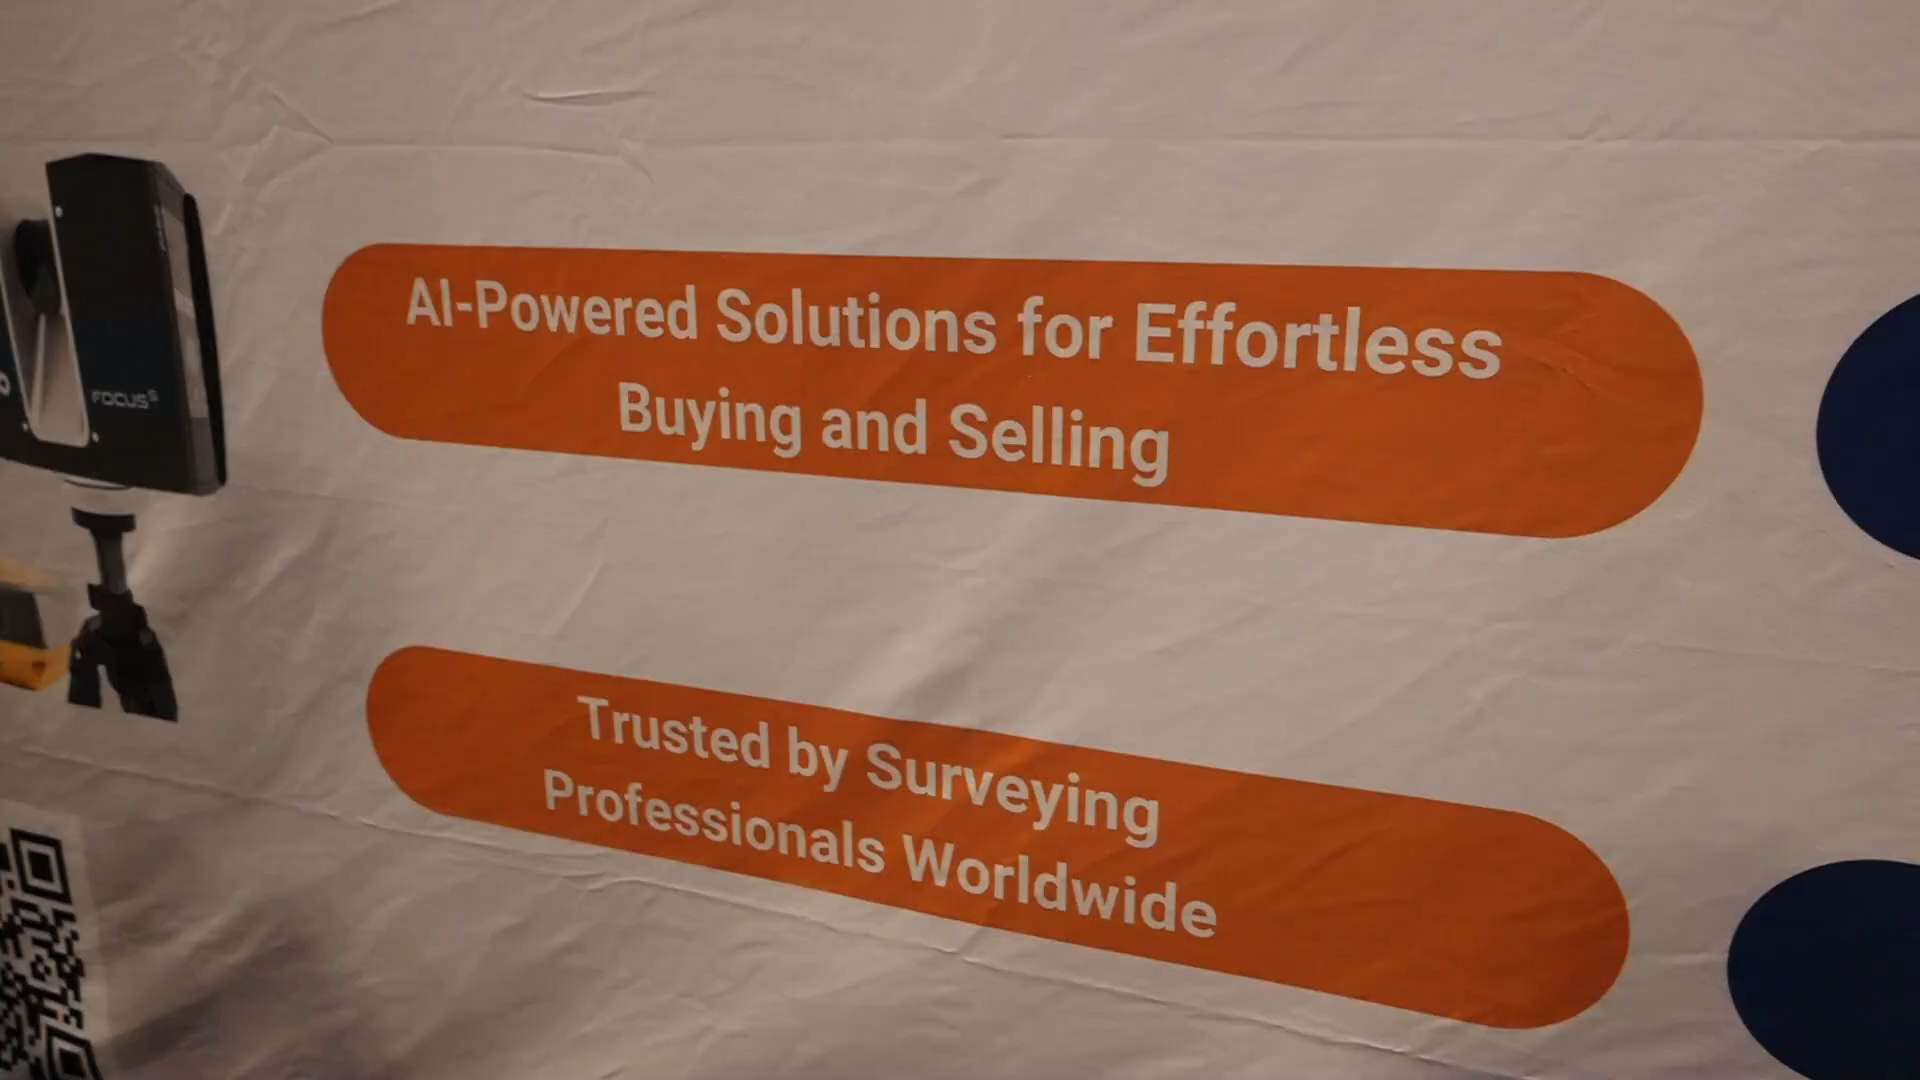 AI-Powered Solutions for Effortless
Buying and Selling
FOCUS S
Trusted by Surveying
Professionals Worldwide